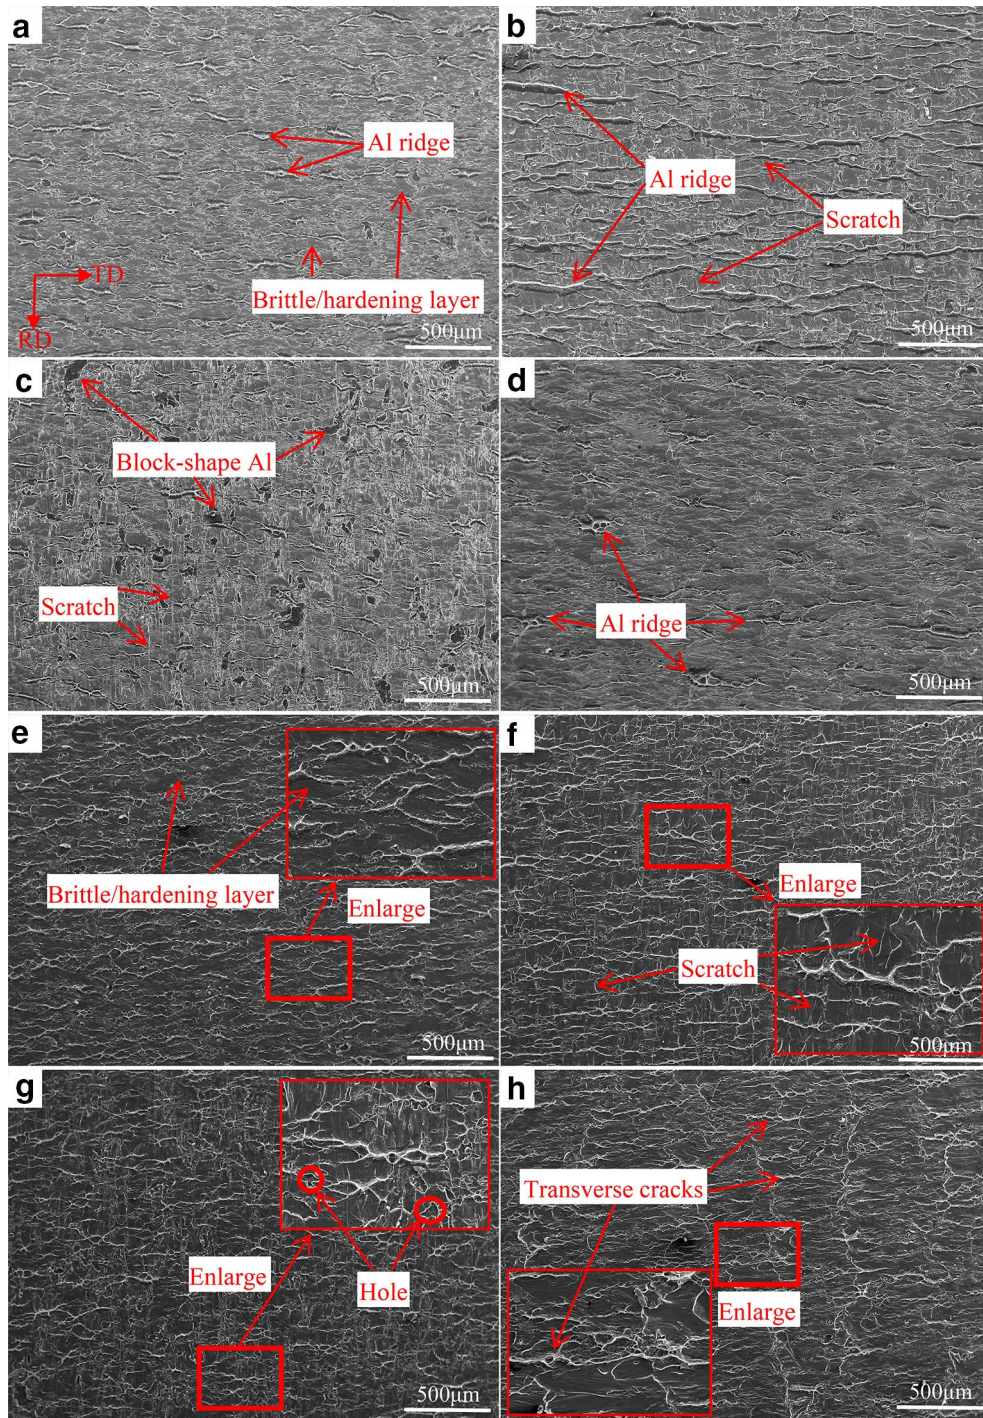 a
Al ridge
Brittle/hardening layer
TD
RD
500μm
b
Al ridge
Scratch
500μm
c
Block-shape Al
Scratch
500μm
d
Al ridge
500μm
e
Brittle/hardening layer
Enlarge
500μm
f
Enlarge
Scratch
500μm
g
Enlarge
Hole
500μm
h
Transverse cracks
Enlarge
500μm